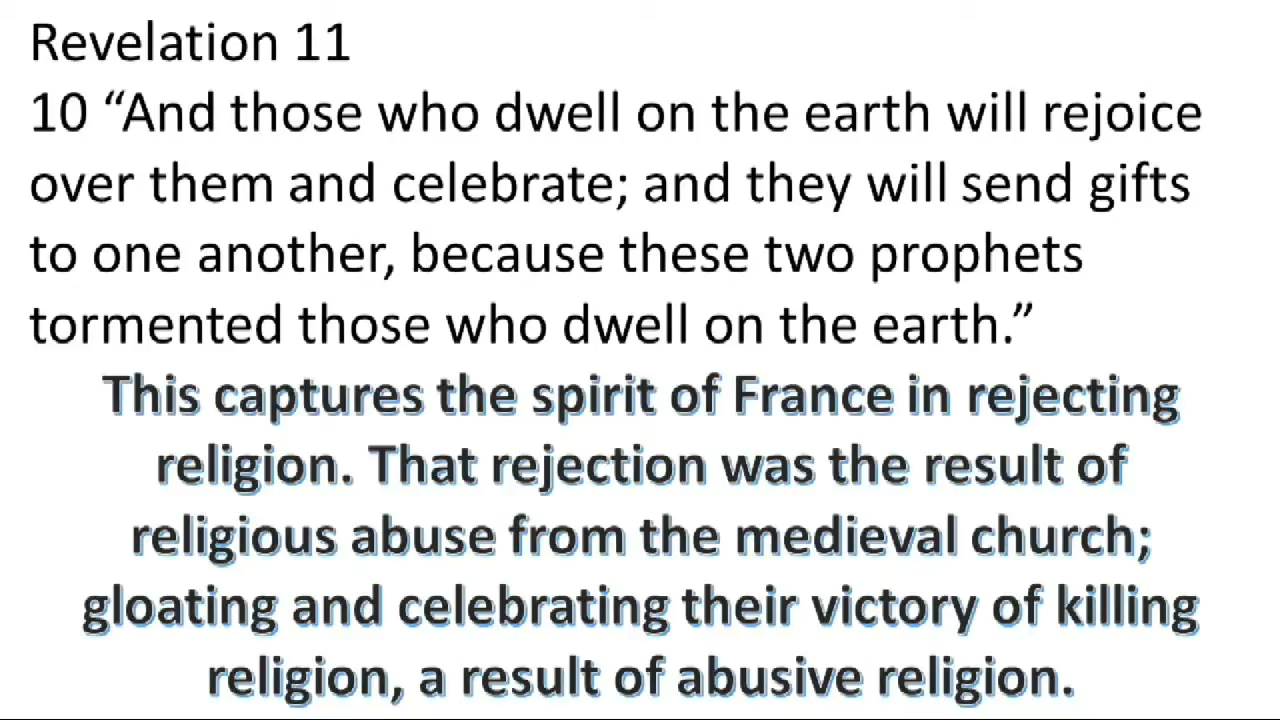 Revelation 11
10 “And those who dwell on the earth will rejoice
over them and celebrate; and they will send gifts
to one another, because these two prophets
tormented those who dwell on the earth.”
This captures the spirit of France in rejecting
religion. That rejection was the result of
religious abuse from the medieval church;
gloating and celebrating their victory of killing
religion, a result of abusive religion.